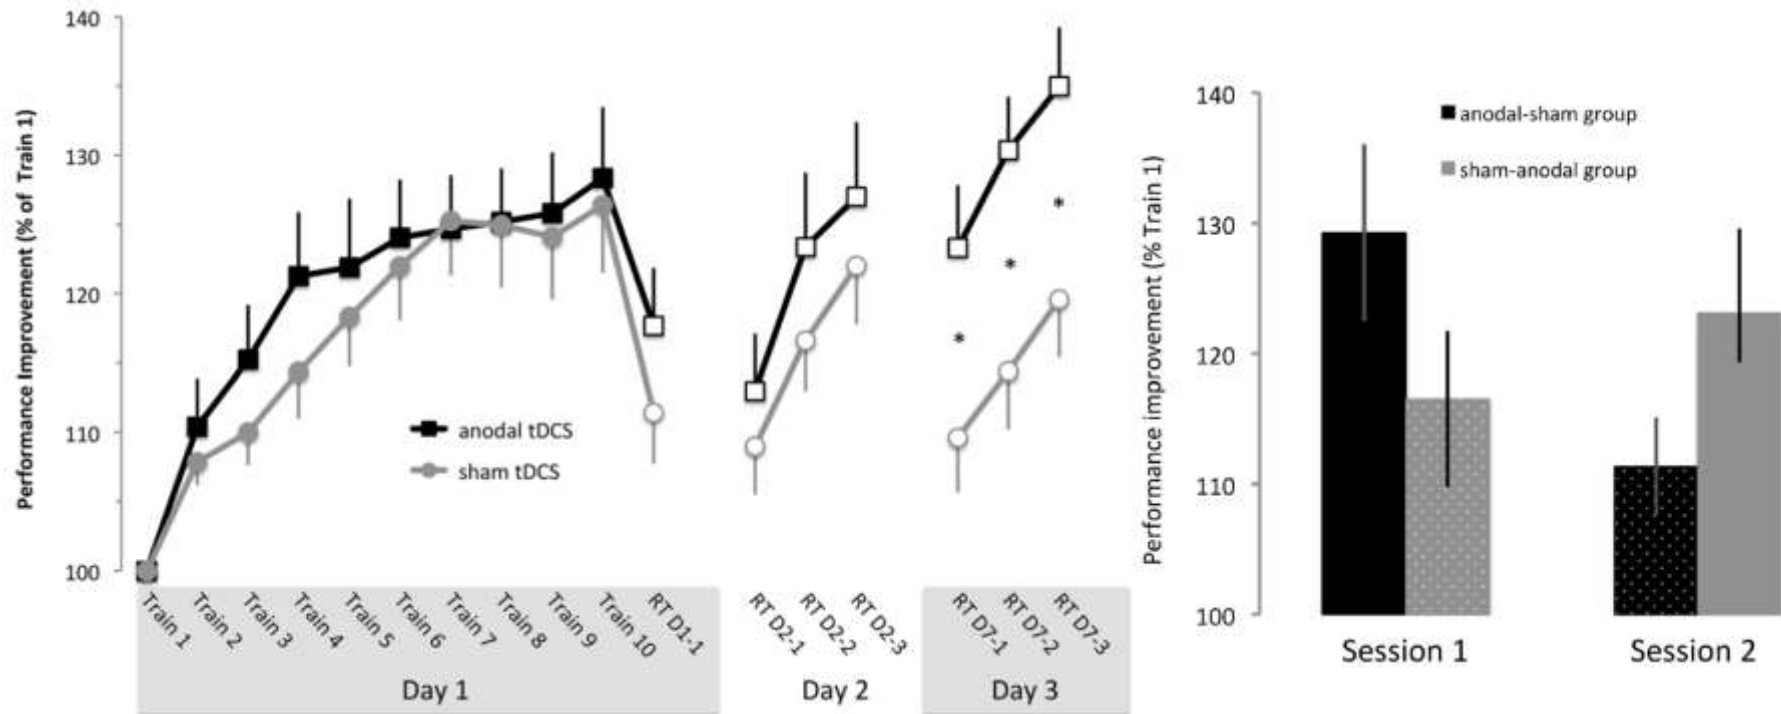 Performance Improvement (% of Train 1)
140
130
120
110
100
anodal tDCS
sham tDCS
*
*
*
Train 1
Train 2
Train 3
Train 4
Train 5
Train 6
Train 7
Train 8
Train 9
Train 10
RT D1-1
RT D2-1
RT D2-2
RT D2-3
RT D7-1
RT D7-2
RT D7-3
Day 1
Day 2
Day 3
Performance improvement (% Train 1)
140
130
120
110
100
anodal-sham group
sham-anodal group
Session 1
Session 2